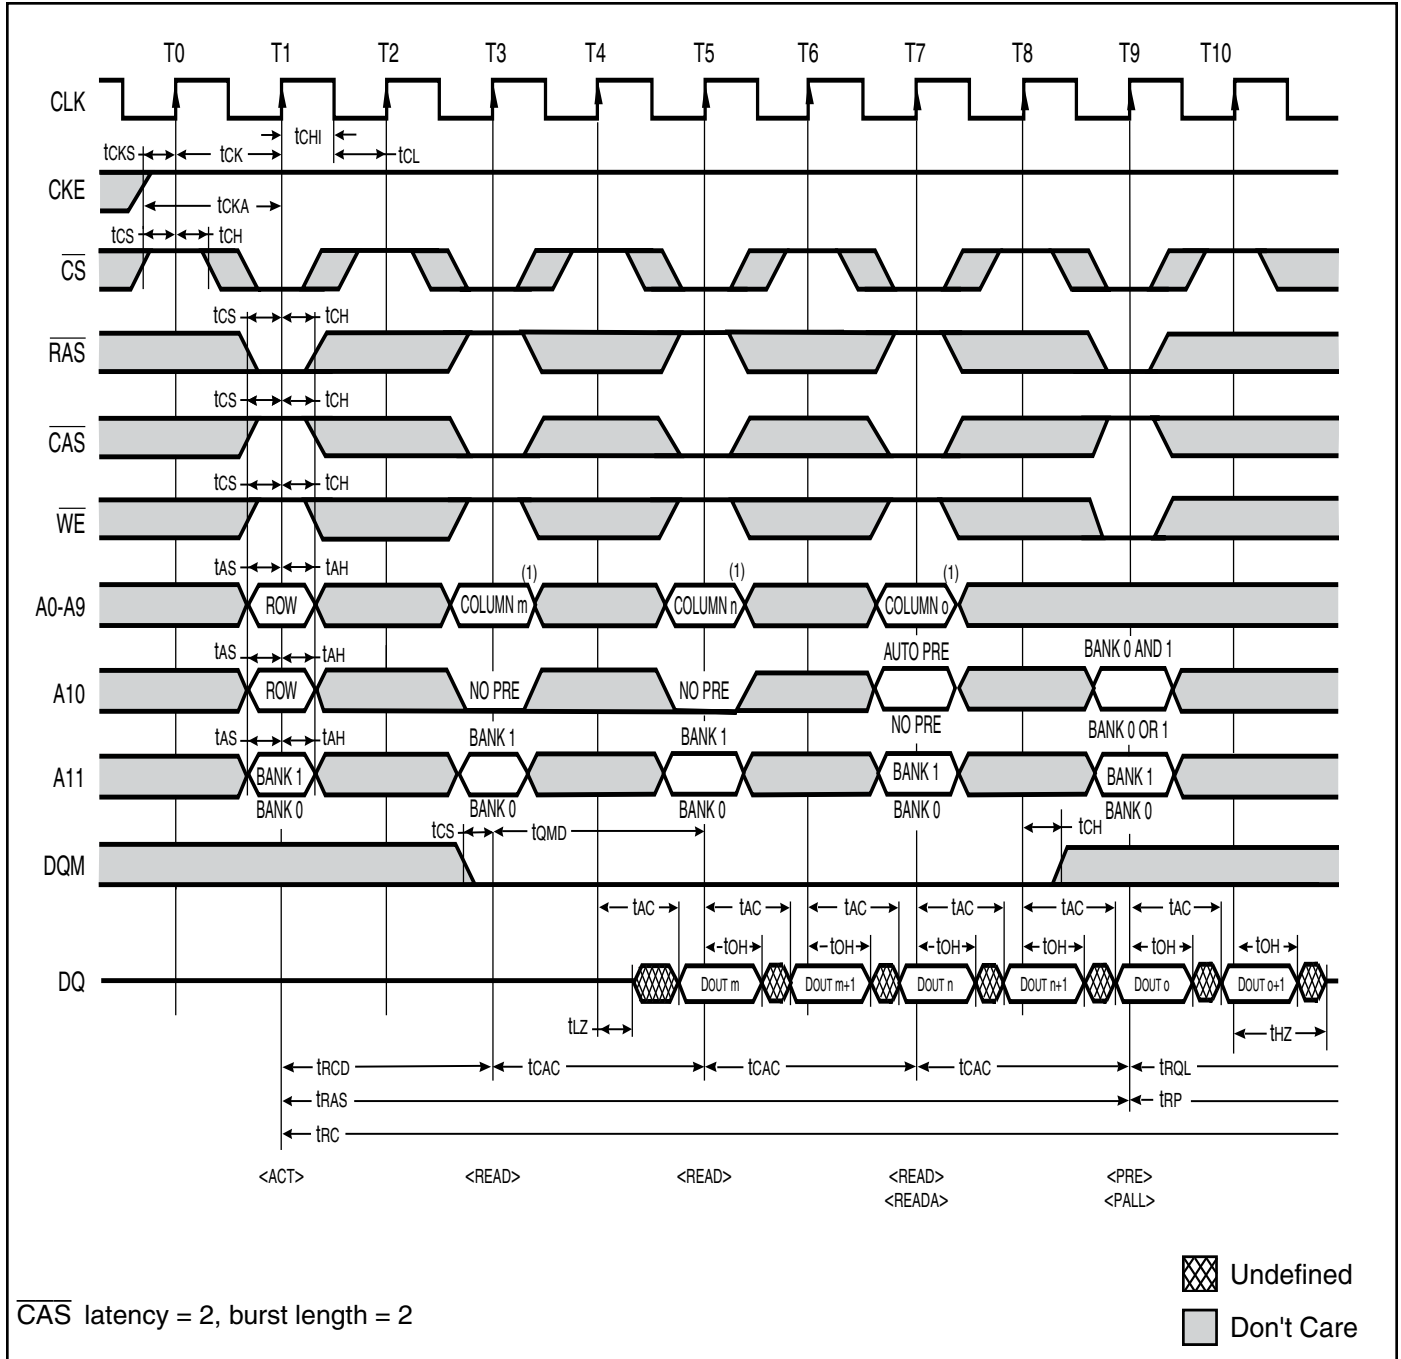 T0 T1 T2 T3 T4 T5 T6 T7 T8 T9 T10
CLK
tCHI
tCKS tCK tCL
CKE
tCKA
tCS tCH
CS
tCS tCH
RAS
tCS tCH
CAS
tCS tCH
WE
tAS tAH (1) (1) (1)
A0-A9 ROW COLUMN m COLUMN n COLUMN o
tAS tAH AUTO PRE BANK 0 AND 1
A10 ROW NO PRE NO PRE
NO PRE BANK 0 OR 1
tAS tAH BANK 1 BANK 1
A11 BANK 1 BANK 1 BANK 1
BANK 0 BANK 0 BANK 0 BANK 0 BANK 0
tCS tQMD tCH
DQM
tAC tAC tAC tAC tAC tAC
tOH tOH tOH tOH tOH tOH
DQ DOUT m DOUT m+1 DOUT n DOUT n+1 DOUT o DOUT o+1
tLZ tHZ
tRCD tCAC tCAC tCAC tRQL
tRAS tRP
tRC
<ACT> <READ> <READ> <READ> <PRE>
<READA> <PALL>
Undefined
CAS latency = 2, burst length = 2
Don't Care